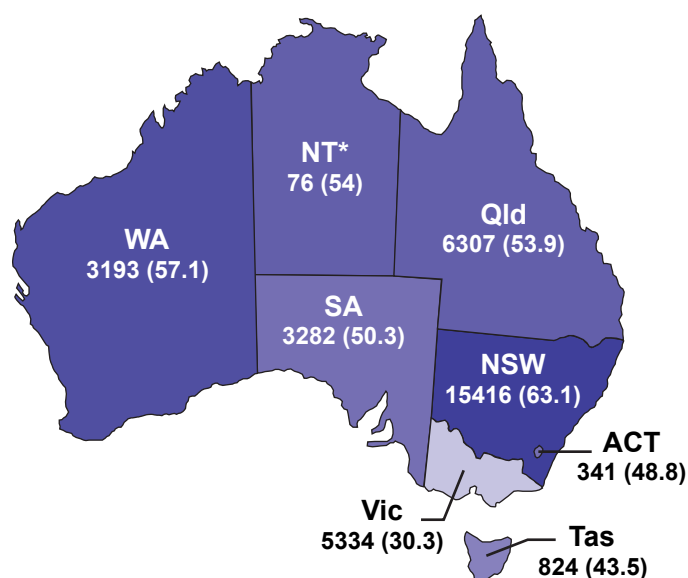 NT*
76 (54)
Qld
6307 (53.9)
WA
3193 (57.1)
SA
3282 (50.3)
NSW
15416 (63.1)
ACT
341 (48.8)
Vic
5334 (30.3)
Tas
824 (43.5)